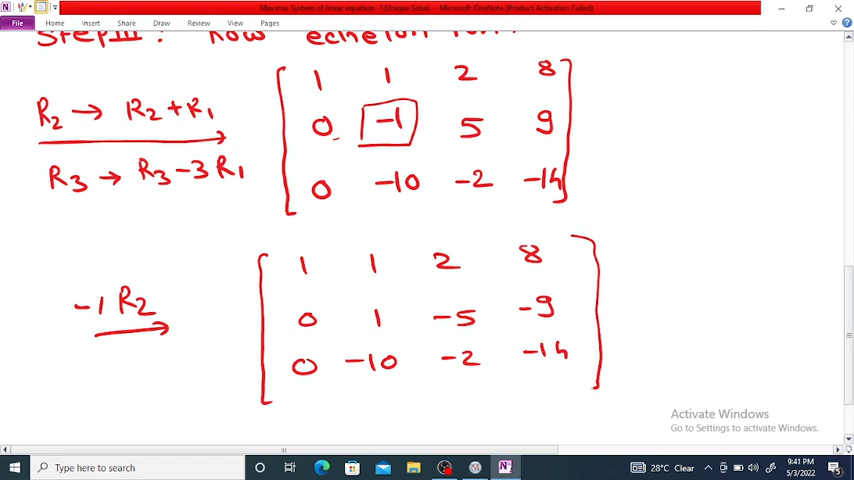 Maxima: System of linear equation -1(Unique Soluti - Microsoft OneNote (Product Activation Failed)
File Home Insert Draw Share Review View Pages
Step III : Row echelon form
1 1 2 8
R2 → R2 + R1 0 -1 5 9
R3 → R3 - 3 R1 0 -10 -2 -14
1 1 2 8
-1 R2 0 1 -5 -9
0 -10 -2 -14
Activate Windows
Go to Settings to activate Windows.
Type here to search 28°C Clear 9:41 PM
5/3/2022 5